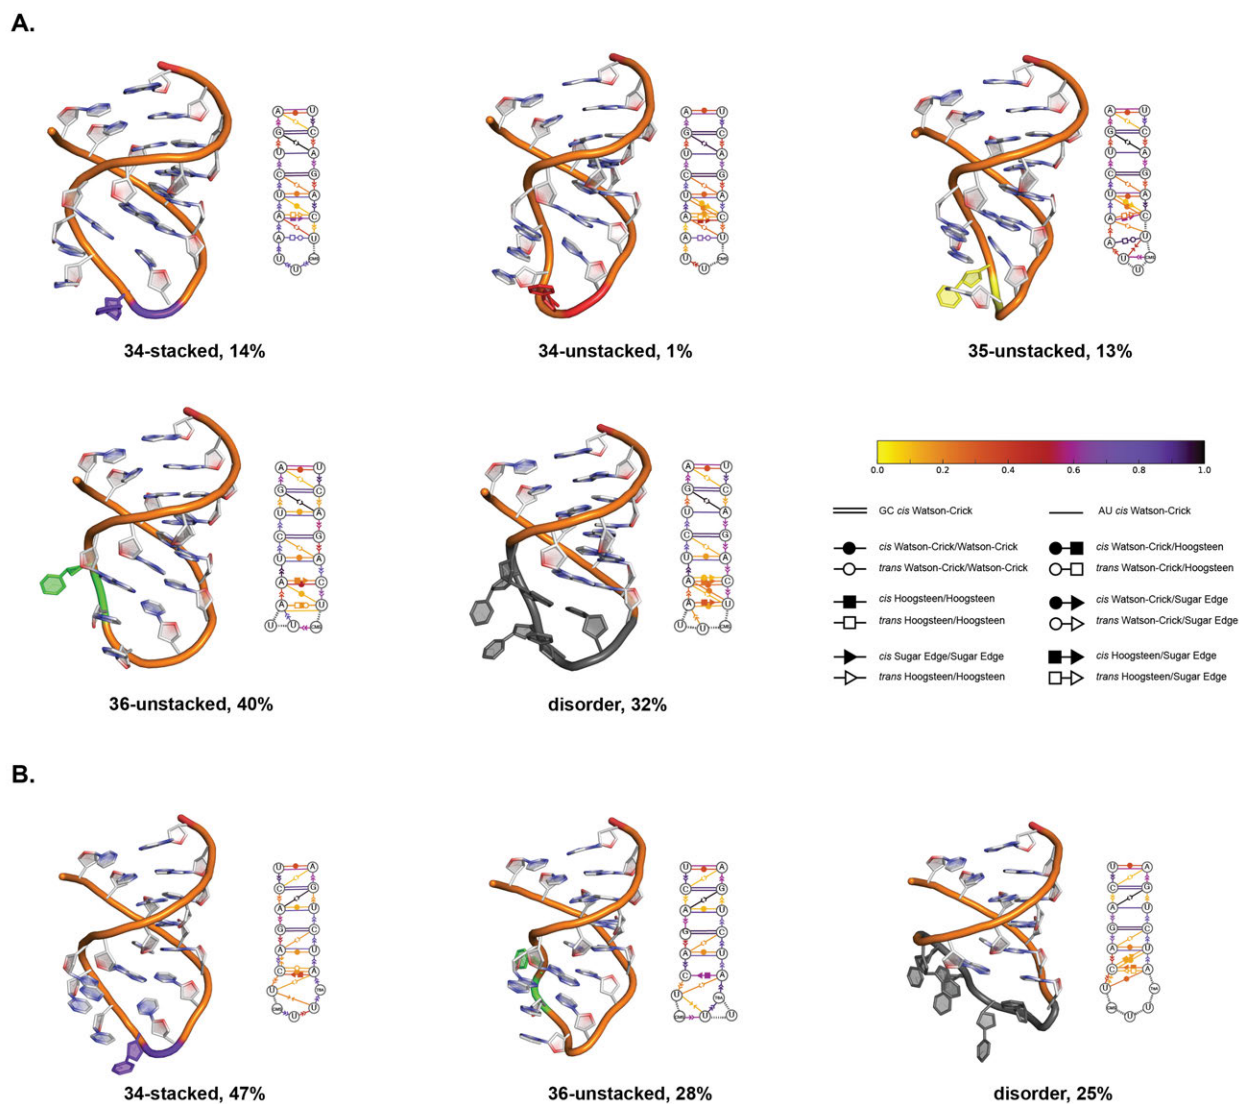 A.
34-stacked, 14%
34-unstacked, 1%
35-unstacked, 13%
36-unstacked, 40%
disorder, 32%
0.0 0.2 0.4 0.6 0.8 1.0
GC cis Watson-Crick
AU cis Watson-Crick
cis Watson-Crick/Watson-Crick
cis Watson-Crick/Hoogsteen
trans Watson-Crick/Watson-Crick
trans Watson-Crick/Hoogsteen
cis Hoogsteen/Hoogsteen
cis Watson-Crick/Sugar Edge
trans Hoogsteen/Hoogsteen
trans Watson-Crick/Sugar Edge
cis Sugar Edge/Sugar Edge
cis Hoogsteen/Sugar Edge
trans Hoogsteen/Hoogsteen
trans Hoogsteen/Sugar Edge
B.
34-stacked, 47%
36-unstacked, 28%
disorder, 25%